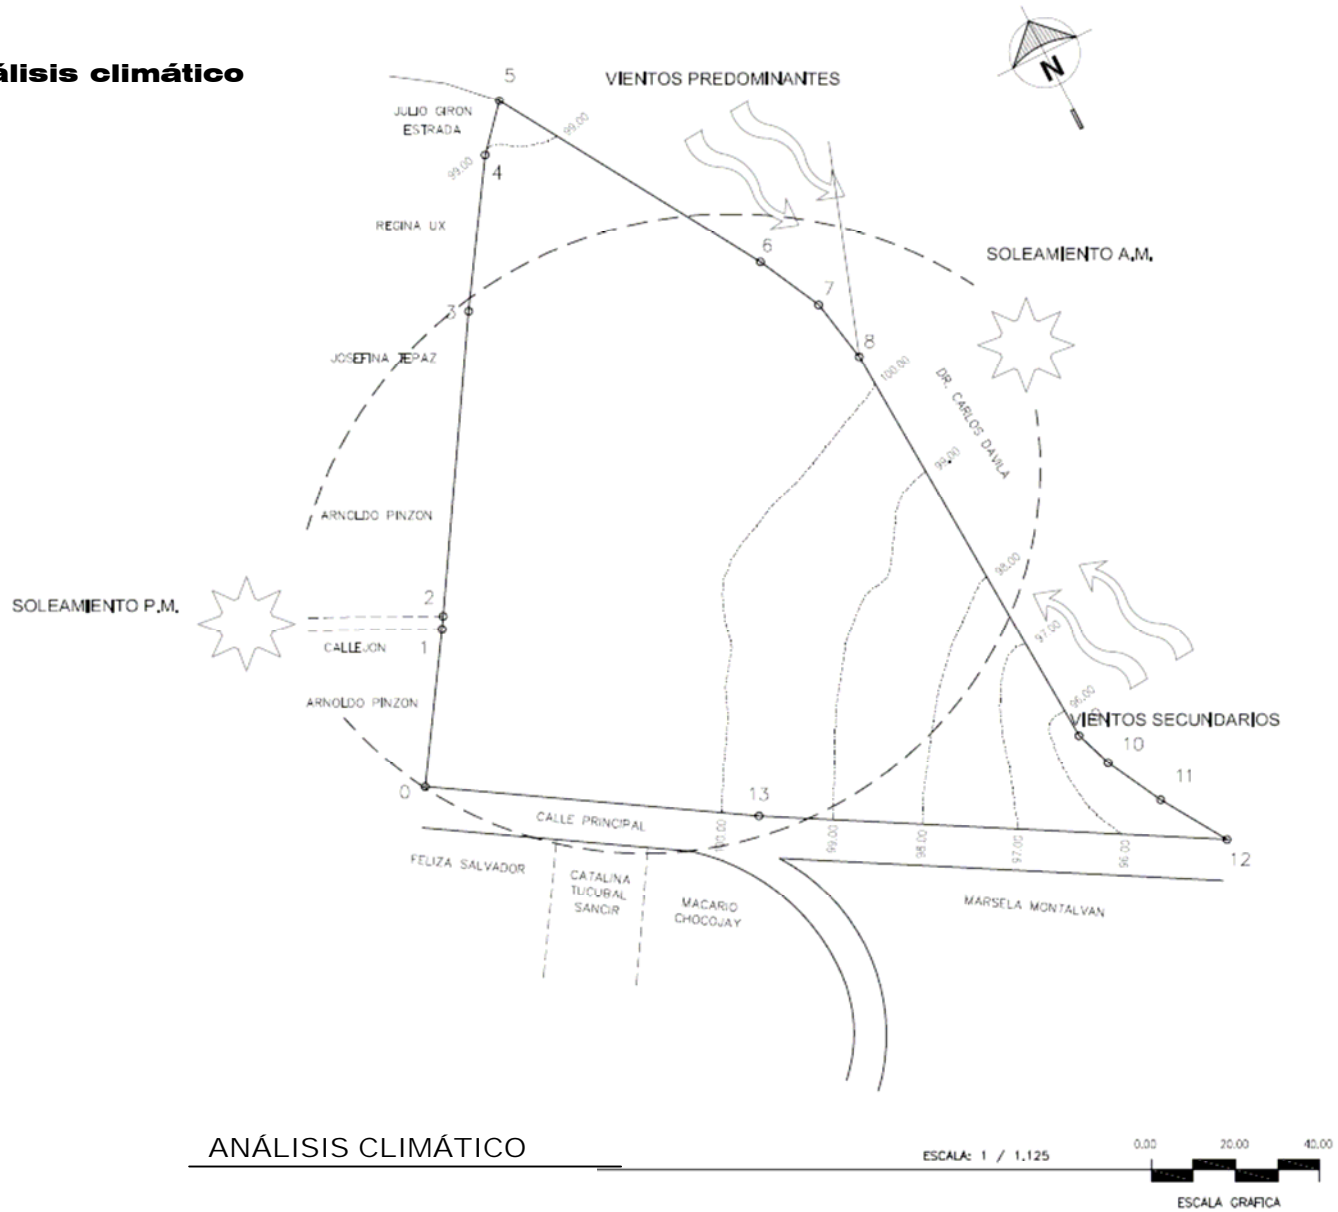 álisis climático
N
VIENTOS PREDOMINANTES
5
JULIO GIRON
ESTRADA
99.00
99.00
4
REGINA UX
6
SOLEAMIENTO A.M.
7
3
8
JOSEFINA TEPAZ
100.00
DR. CARLOS DAVILA
99.00
ARNOLDO PINZON
98.00
SOLEAMIENTO P.M.
2
CALLEJON
1
97.00
ARNOLDO PINZON
96.00
VIENTOS SECUNDARIOS
10
11
0
13
12
CALLE PRINCIPAL
100.00
99.00
98.00
97.00
96.00
FELIZA SALVADOR
CATALINA
TUCUBAL
SANCIR
MACARIO
CHOCOJAY
MARSELA MONTALVAN
ANÁLISIS CLIMÁTICO
ESCALA: 1 / 1.125
0.00 20.00 40.00
ESCALA GRAFICA